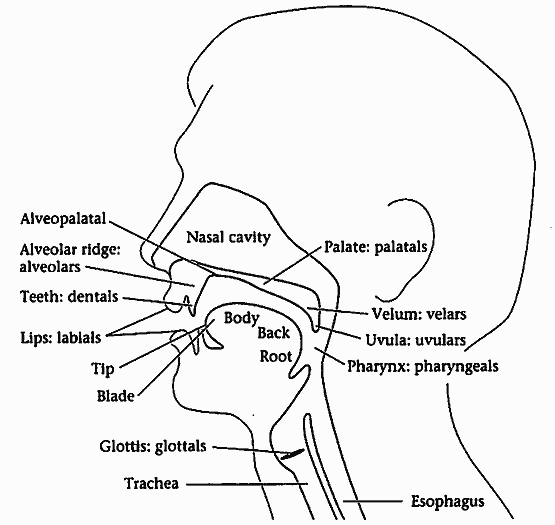 Alveopalatal
Nasal cavity
Palate: palatals
Alveolar ridge:
alveolars
Teeth: dentals
Velum: velars
Body
Lips: labials
Back
Uvula: uvulars
Root
Tip
Pharynx: pharyngeals
Blade
Glottis: glottals
Trachea
Esophagus